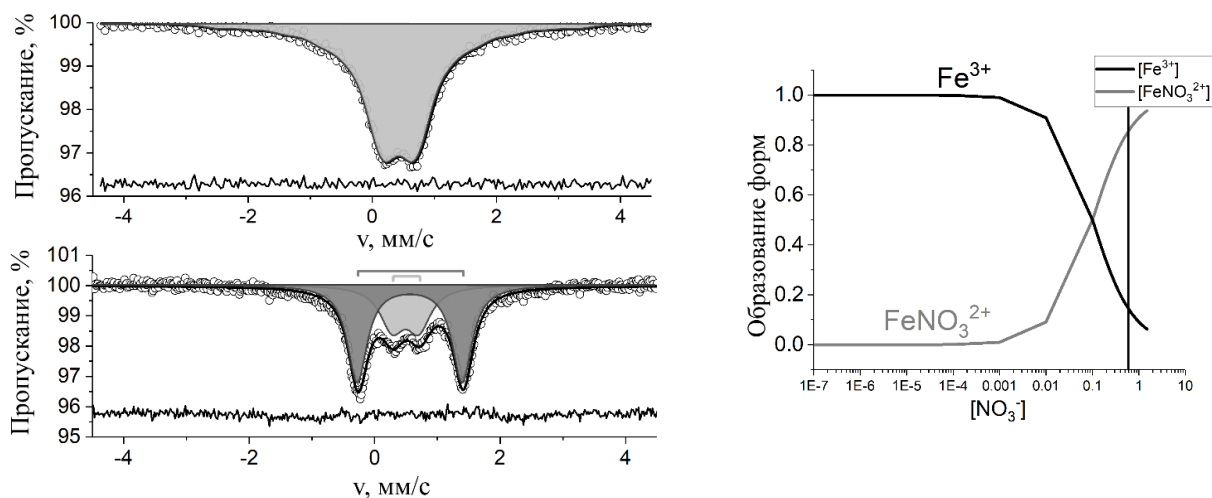 Пропускание, %
100
99
98
97
96
-4 -2 0 2 4
v, мм/с
Пропускание, %
101
100
99
98
97
96
95
-4 -2 0 2 4
v, мм/с
Образование форм
Fe³⁺
[Fe³⁺]
[FeNO₃²⁺]
1.0
0.8
0.6
0.4
0.2
0.0
FeNO₃²⁺
1E-7 1E-6 1E-5 1E-4 0.001 0.01 0.1 1 10
[NO₃⁻]